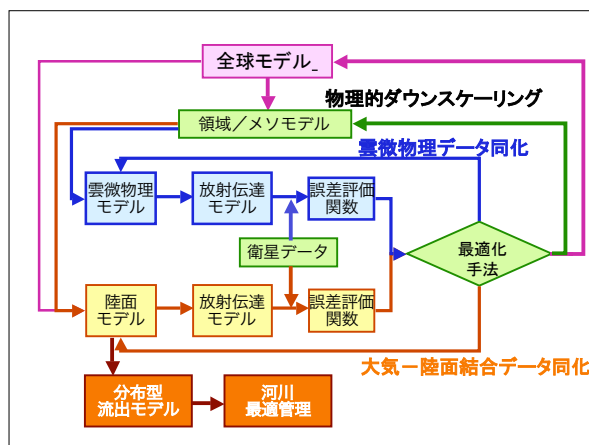 全球モデル_
物理的ダウンスケーリング
領域／メソモデル
雲微物理データ同化
雲微物理
モデル
放射伝達
モデル
誤差評価
関数
衛星データ
最適化
手法
陸面
モデル
放射伝達
モデル
誤差評価
関数
大気－陸面結合データ同化
分布型
流出モデル
河川
最適管理